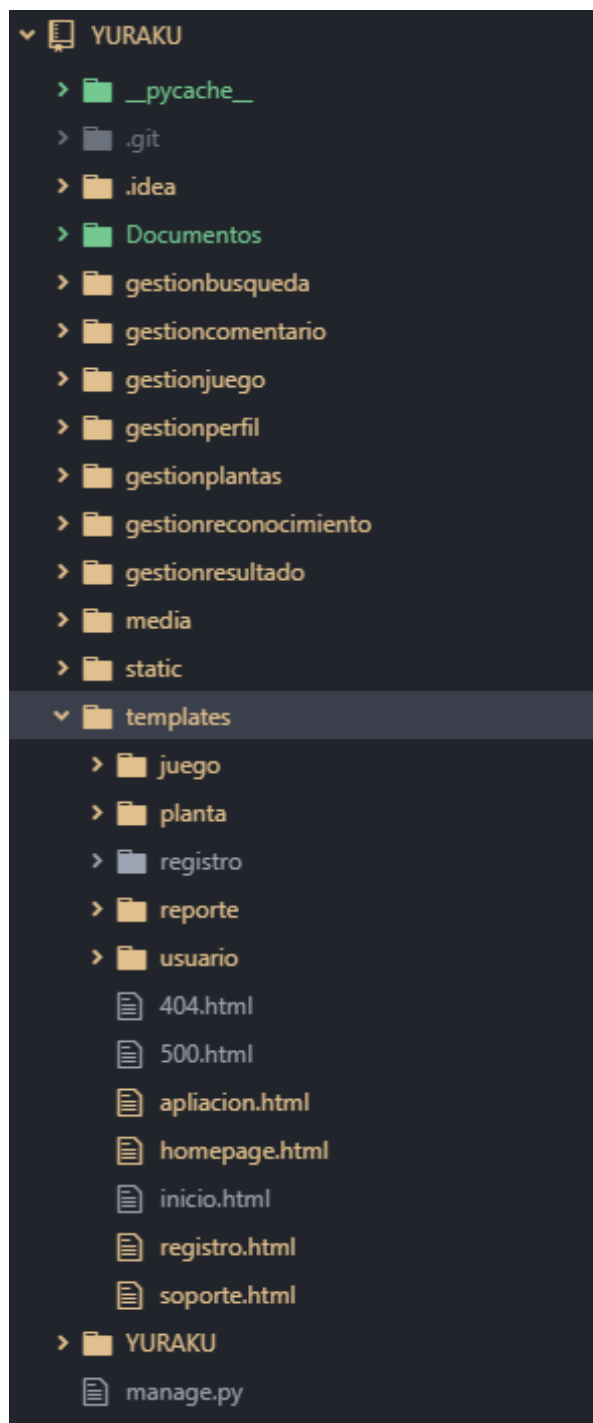 YURAKU
__pycache__
.git
.idea
Documentos
gestionbusqueda
gestioncomentario
gestionjuego
gestionperfil
gestionplantas
gestionreconocimiento
gestionresultado
media
static
templates
juego
planta
registro
reporte
usuario
404.html
500.html
apliacion.html
homepage.html
inicio.html
registro.html
soporte.html
YURAKU
manage.py